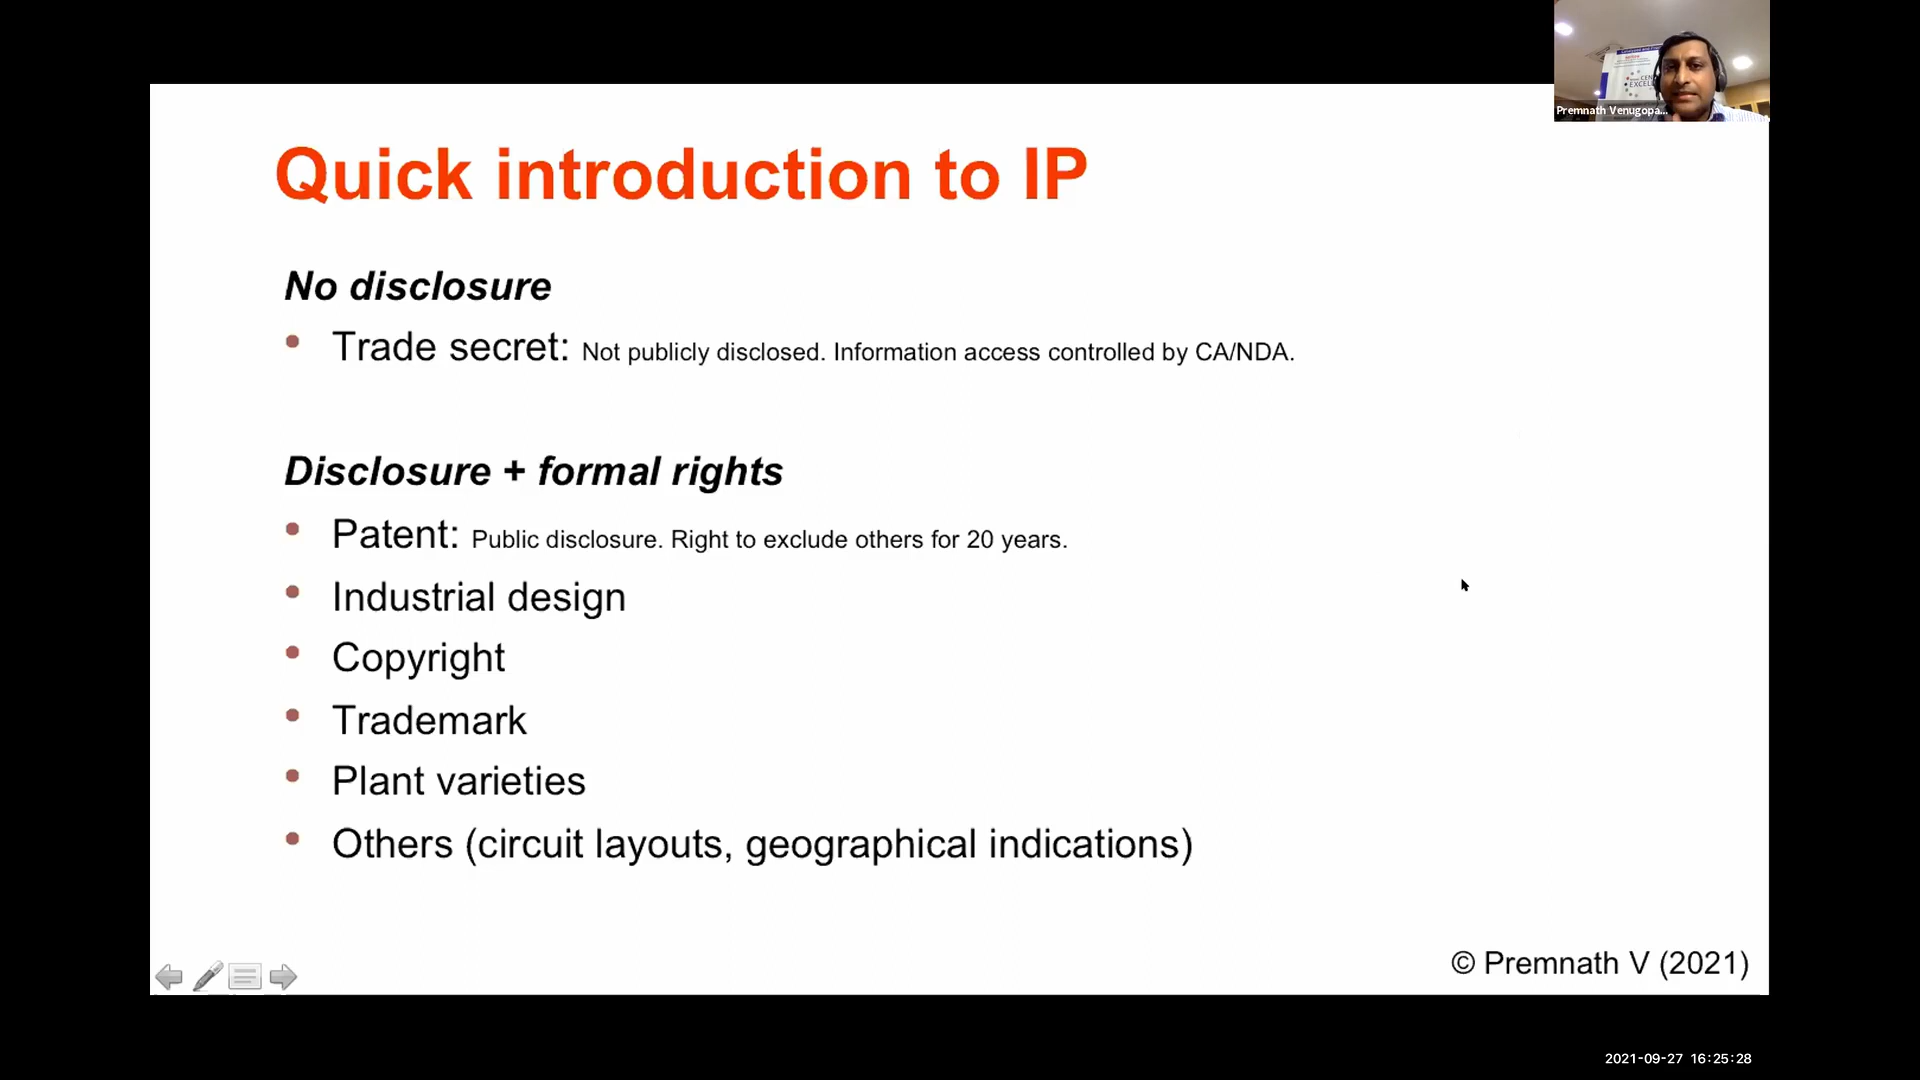 Premnath Venugopa...
Quick introduction to IP
No disclosure
• Trade secret: Not publicly disclosed. Information access controlled by CA/NDA.
Disclosure + formal rights
• Patent: Public disclosure. Right to exclude others for 20 years.
• Industrial design
• Copyright
• Trademark
• Plant varieties
• Others (circuit layouts, geographical indications)
© Premnath V (2021)
2021-09-27 16:25:28